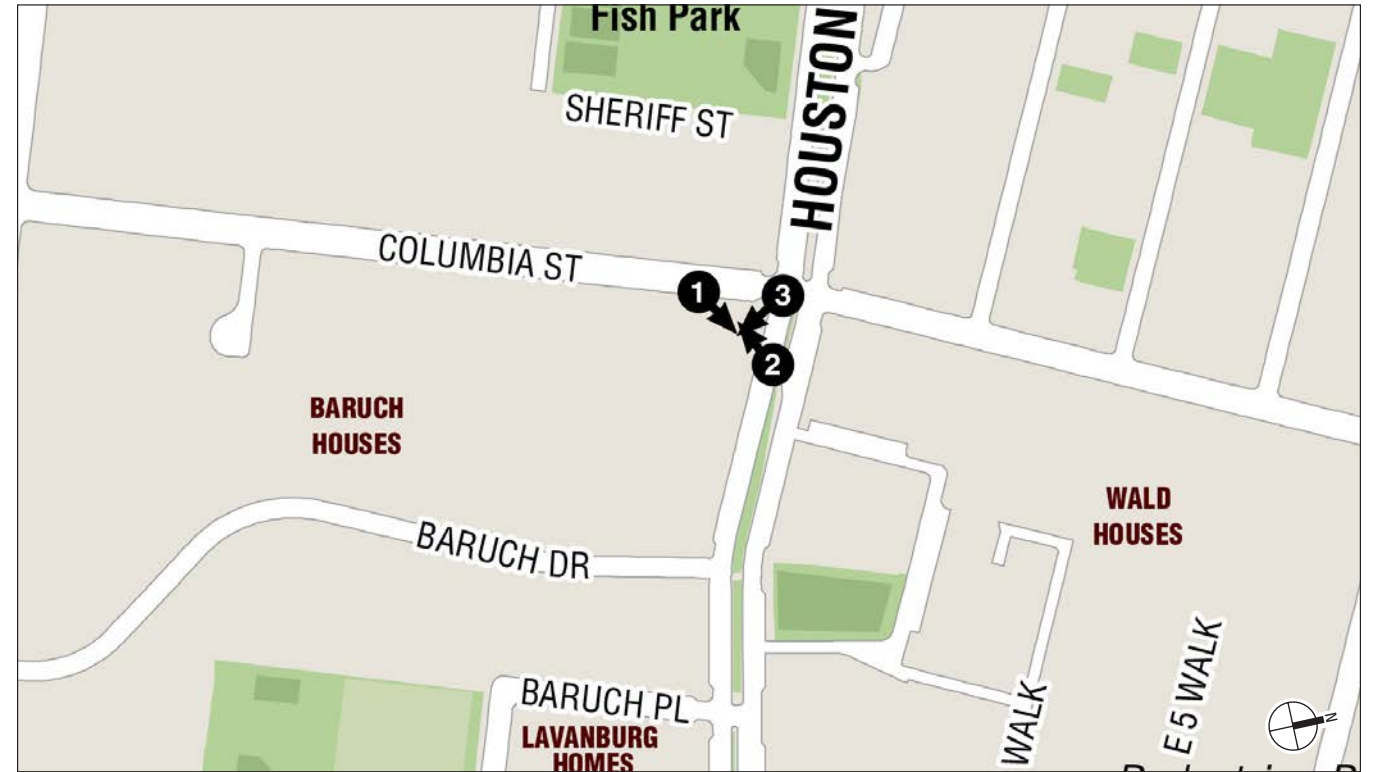 Fish Park
HOUSTON
SHERIFF ST
COLUMBIA ST
1
3
2
BARUCH
HOUSES
WALD
HOUSES
BARUCH DR
E 5 WALK
WALK
BARUCH PL
LAVANBURG
HOMES
N